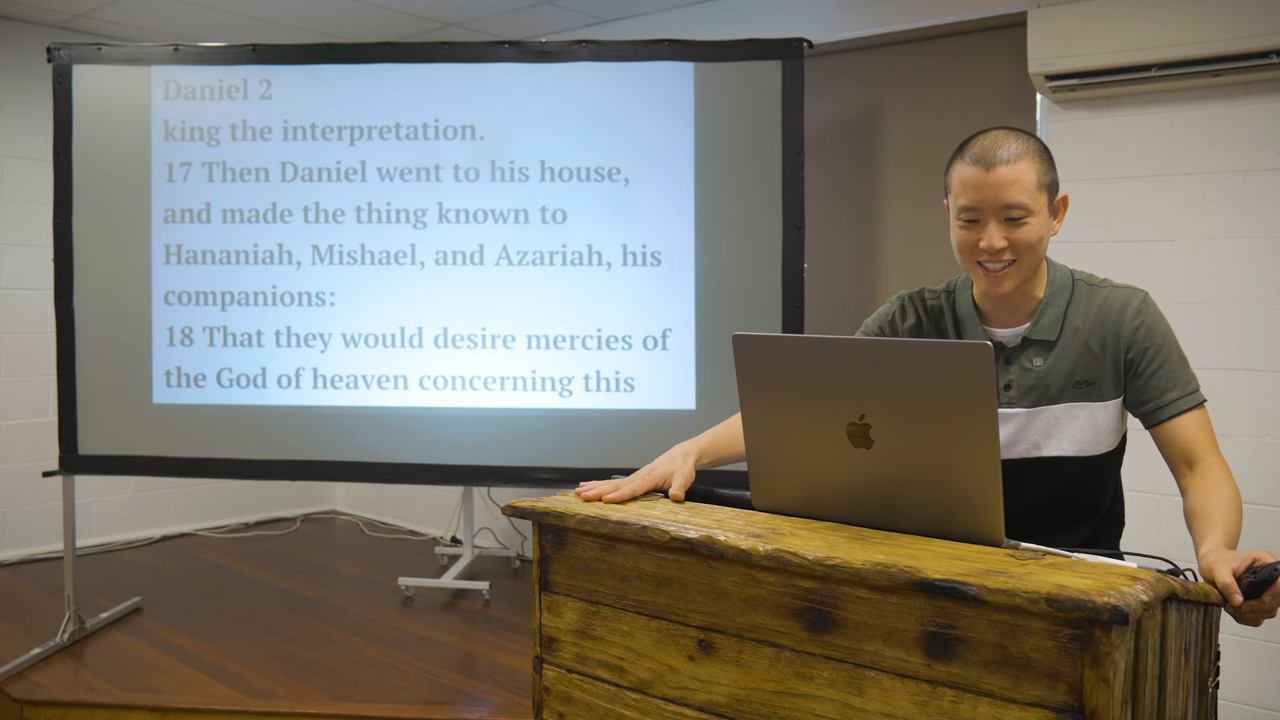 Daniel 2
king the interpretation.
17 Then Daniel went to his house,
and made the thing known to
Hananiah, Mishael, and Azariah, his
companions:
18 That they would desire mercies of
the God of heaven concerning this